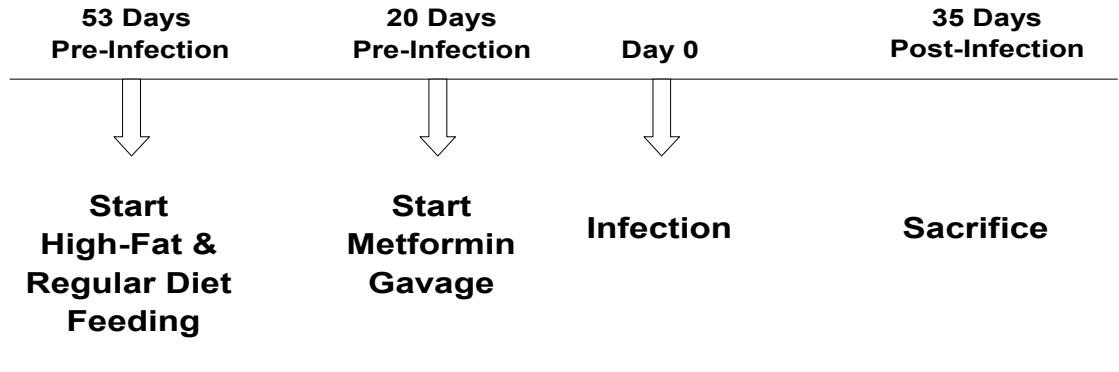 53 Days
Pre-Infection
20 Days
Pre-Infection
Day 0
35 Days
Post-Infection
Start
High-Fat &
Regular Diet
Feeding
Start
Metformin
Gavage
Infection
Sacrifice